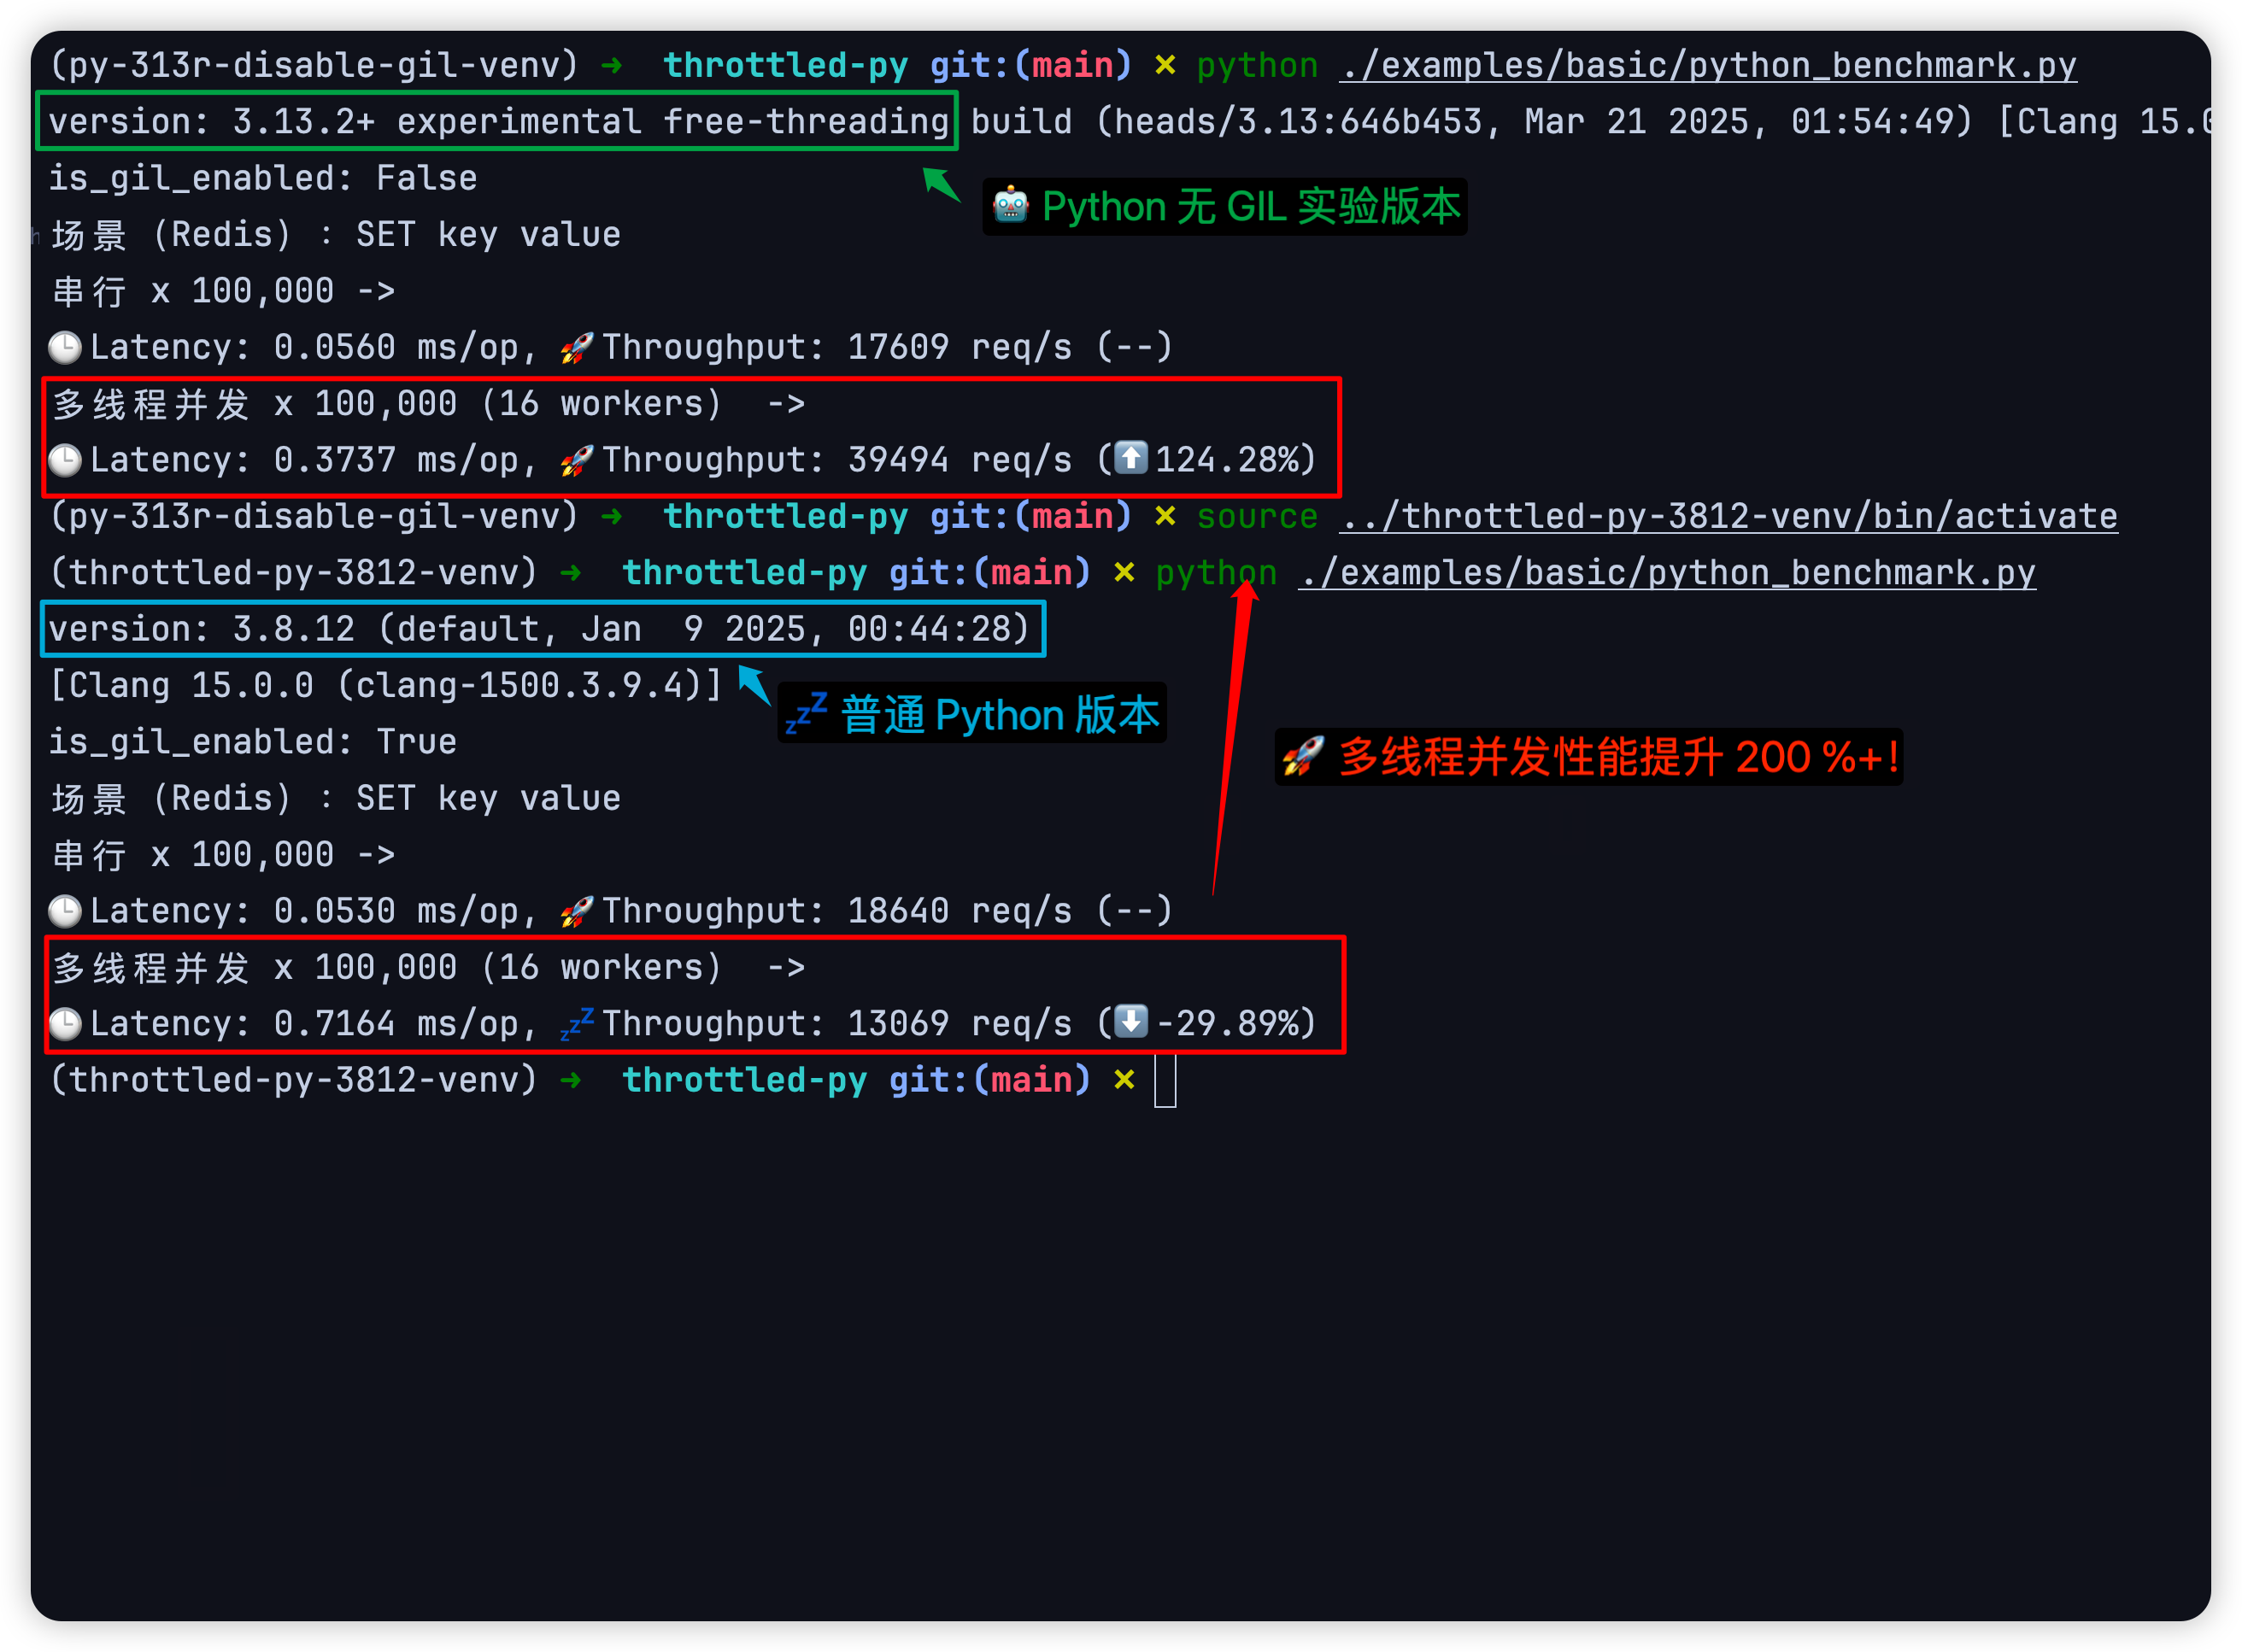 (py-313r-disable-gil-venv) ➜  throttled-py git:(main) ✗ python ./examples/basic/python_benchmark.py
version: 3.13.2+ experimental free-threading build (heads/3.13:646b453, Mar 21 2025, 01:54:49) [Clang 15.0
is_gil_enabled: False
🤖 Python 无 GIL 实验版本
场景 (Redis) : SET key value
串行 x 100,000 ->
🕒Latency: 0.0560 ms/op, 🚀Throughput: 17609 req/s (--)
多线程并发 x 100,000 (16 workers)  ->
🕒Latency: 0.3737 ms/op, 🚀Throughput: 39494 req/s (⬆️124.28%)
(py-313r-disable-gil-venv) ➜  throttled-py git:(main) ✗ source ../throttled-py-3812-venv/bin/activate
(throttled-py-3812-venv) ➜  throttled-py git:(main) ✗ python ./examples/basic/python_benchmark.py
version: 3.8.12 (default, Jan  9 2025, 00:44:28)
[Clang 15.0.0 (clang-1500.3.9.4)]
💤 普通 Python 版本
is_gil_enabled: True
🚀 多线程并发性能提升 200 %+!
场景 (Redis) : SET key value
串行 x 100,000 ->
🕒Latency: 0.0530 ms/op, 🚀Throughput: 18640 req/s (--)
多线程并发 x 100,000 (16 workers)  ->
🕒Latency: 0.7164 ms/op, 💤Throughput: 13069 req/s (⬇️-29.89%)
(throttled-py-3812-venv) ➜  throttled-py git:(main) ✗